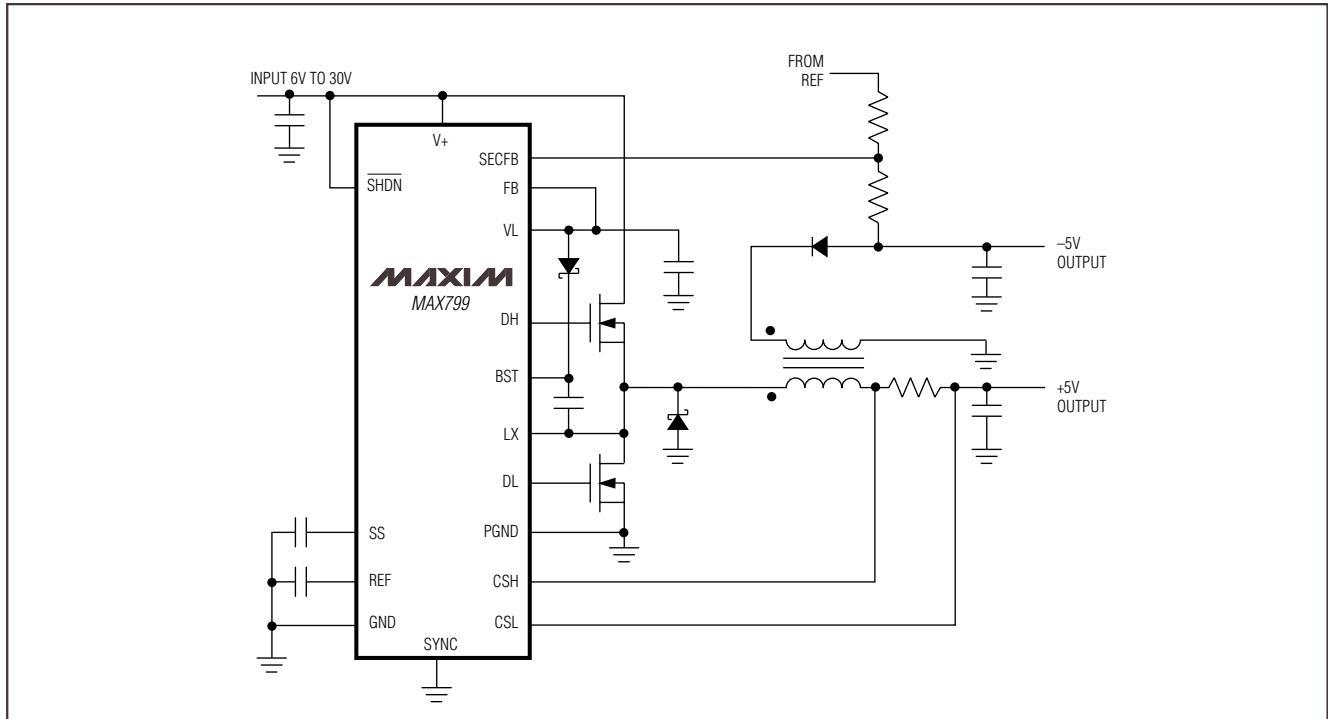 INPUT 6V TO 30V
FROM
REF
V+
SECFB
SHDN
FB
VL
–5V
OUTPUT
MAXIM
MAX799
DH
BST
+5V
OUTPUT
LX
DL
SS
PGND
REF
CSH
GND
CSL
SYNC